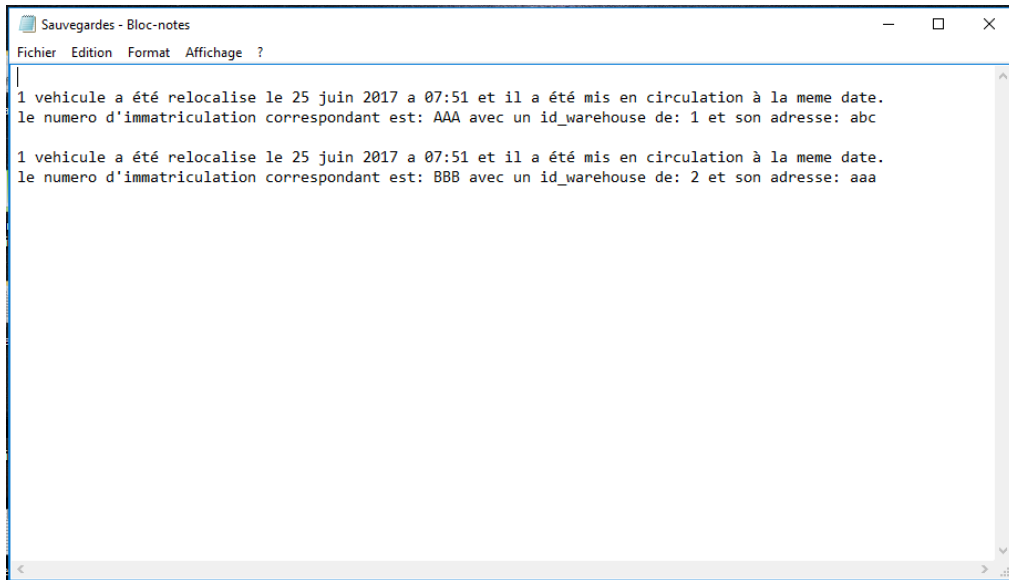 Sauvegardes - Bloc-notes
Fichier Edition Format Affichage ?
1 vehicule a été relocalise le 25 juin 2017 a 07:51 et il a été mis en circulation à la meme date.
le numero d'immatriculation correspondant est: AAA avec un id_warehouse de: 1 et son adresse: abc
1 vehicule a été relocalise le 25 juin 2017 a 07:51 et il a été mis en circulation à la meme date.
le numero d'immatriculation correspondant est: BBB avec un id_warehouse de: 2 et son adresse: aaa